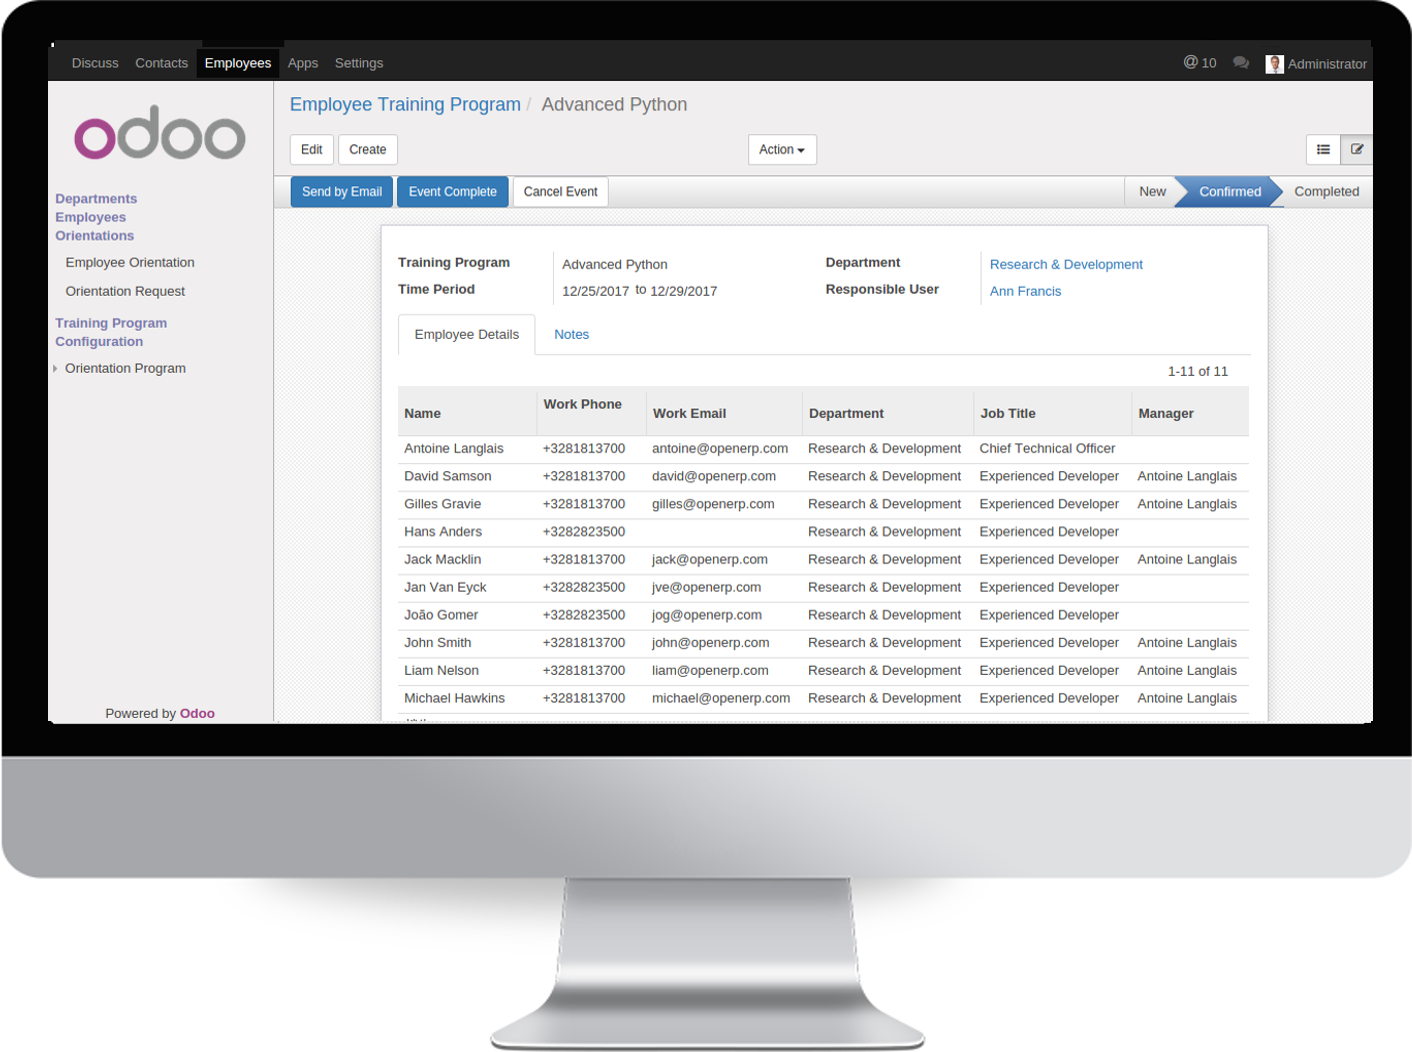 Discuss Contacts Employees Apps Settings @ 10 Administrator
odoo
Employee Training Program / Advanced Python
Edit Create Action
Send by Email Event Complete Cancel Event New Confirmed Completed
Departments
Employees
Orientations
Employee Orientation
Orientation Request
Training Program
Configuration
Orientation Program
Powered by Odoo
Training Program Advanced Python Department Research & Development
Time Period 12/25/2017 to 12/29/2017 Responsible User Ann Francis
Employee Details Notes
1-11 of 11
Name Work Phone Work Email Department Job Title Manager
Antoine Langlais +3281813700 antoine@openerp.com Research & Development Chief Technical Officer
David Samson +3281813700 david@openerp.com Research & Development Experienced Developer Antoine Langlais
Gilles Gravie +3281813700 gilles@openerp.com Research & Development Experienced Developer Antoine Langlais
Hans Anders +3282823500 Research & Development Experienced Developer
Jack Macklin +3281813700 jack@openerp.com Research & Development Experienced Developer Antoine Langlais
Jan Van Eyck +3282823500 jve@openerp.com Research & Development Experienced Developer
João Gomer +3282823500 jog@openerp.com Research & Development Experienced Developer
John Smith +3281813700 john@openerp.com Research & Development Experienced Developer Antoine Langlais
Liam Nelson +3281813700 liam@openerp.com Research & Development Experienced Developer Antoine Langlais
Michael Hawkins +3281813700 michael@openerp.com Research & Development Experienced Developer Antoine Langlais